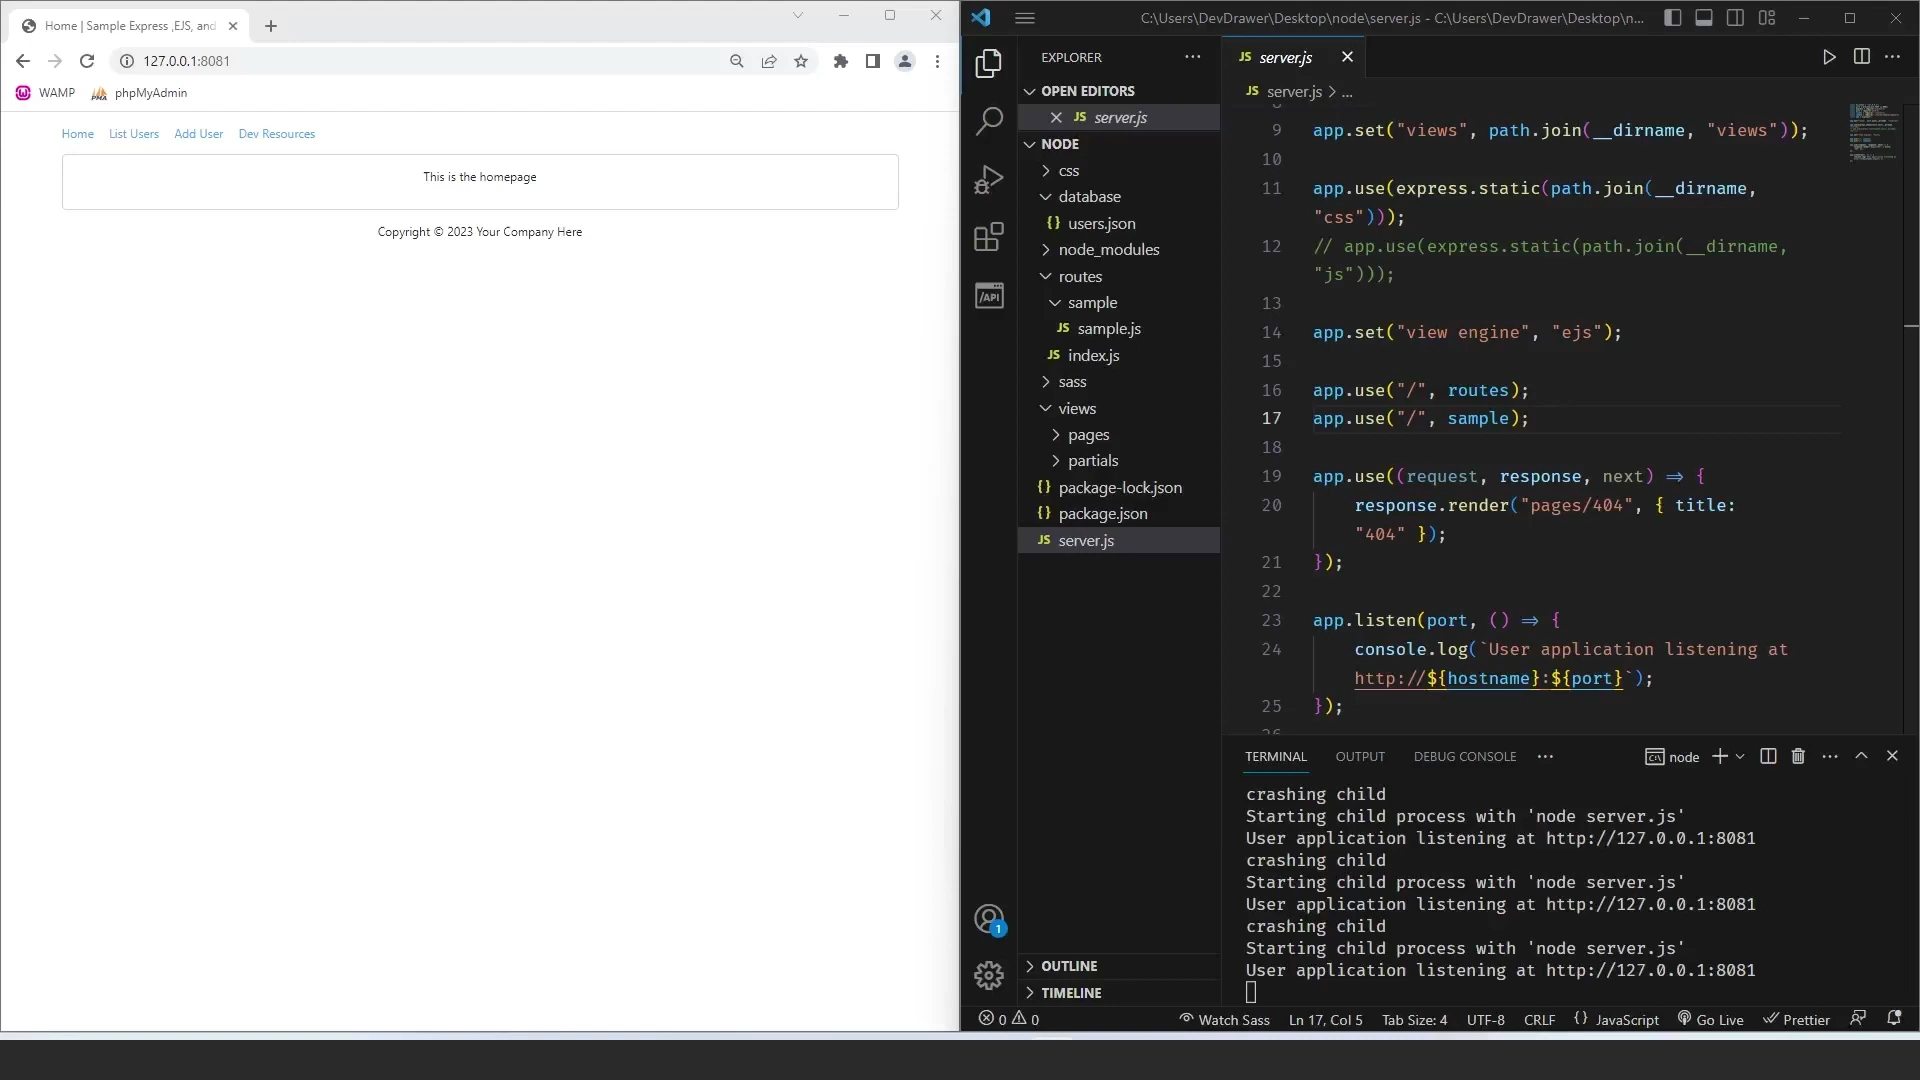 Home | Sample Express ,EJS, and
127.0.0.1:8081
WAMP
phpMyAdmin
Home List Users Add User Dev Resources
This is the homepage
Copyright © 2023 Your Company Here
C:\Users\DevDrawer\Desktop\node\server.js - C:\Users\DevDrawer\Desktop\n...
EXPLORER
OPEN EDITORS
JS server.js
NODE
css
database
{} users.json
node_modules
routes
sample
JS sample.js
JS index.js
sass
views
pages
partials
{} package-lock.json
{} package.json
JS server.js
OUTLINE
TIMELINE
/API
1
JS server.js
JS server.js > ...
9 app.set("views", path.join(__dirname, "views"));
10
11 app.use(express.static(path.join(__dirname,
"css")));
12 // app.use(express.static(path.join(__dirname,
"js")));
13
14 app.set("view engine", "ejs");
15
16 app.use("/", routes);
17 app.use("/", sample);
18
19 app.use((request, response, next) => {
20 response.render("pages/404", { title:
"404" });
21 });
22
23 app.listen(port, () => {
24 console.log(`User application listening at
http://${hostname}:${port}`);
25 });
TERMINAL OUTPUT DEBUG CONSOLE ... node
crashing child
Starting child process with 'node server.js'
User application listening at http://127.0.0.1:8081
crashing child
Starting child process with 'node server.js'
User application listening at http://127.0.0.1:8081
crashing child
Starting child process with 'node server.js'
User application listening at http://127.0.0.1:8081
0 0 Watch Sass Ln 17, Col 5 Tab Size: 4 UTF-8 CRLF {} JavaScript Go Live Prettier